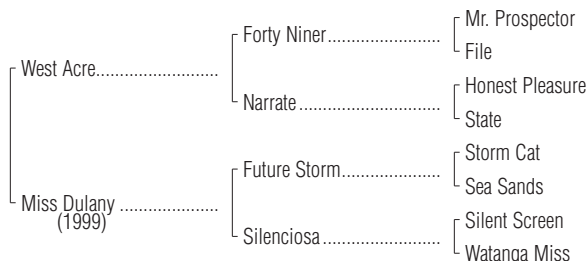 Mr. Prospector
Forty Niner
File
West Acre
Honest Pleasure
Narrate
State
Storm Cat
Future Storm
Sea Sands
Miss Dulany
(1999)
Silent Screen
Silenciosa
Watanga Miss